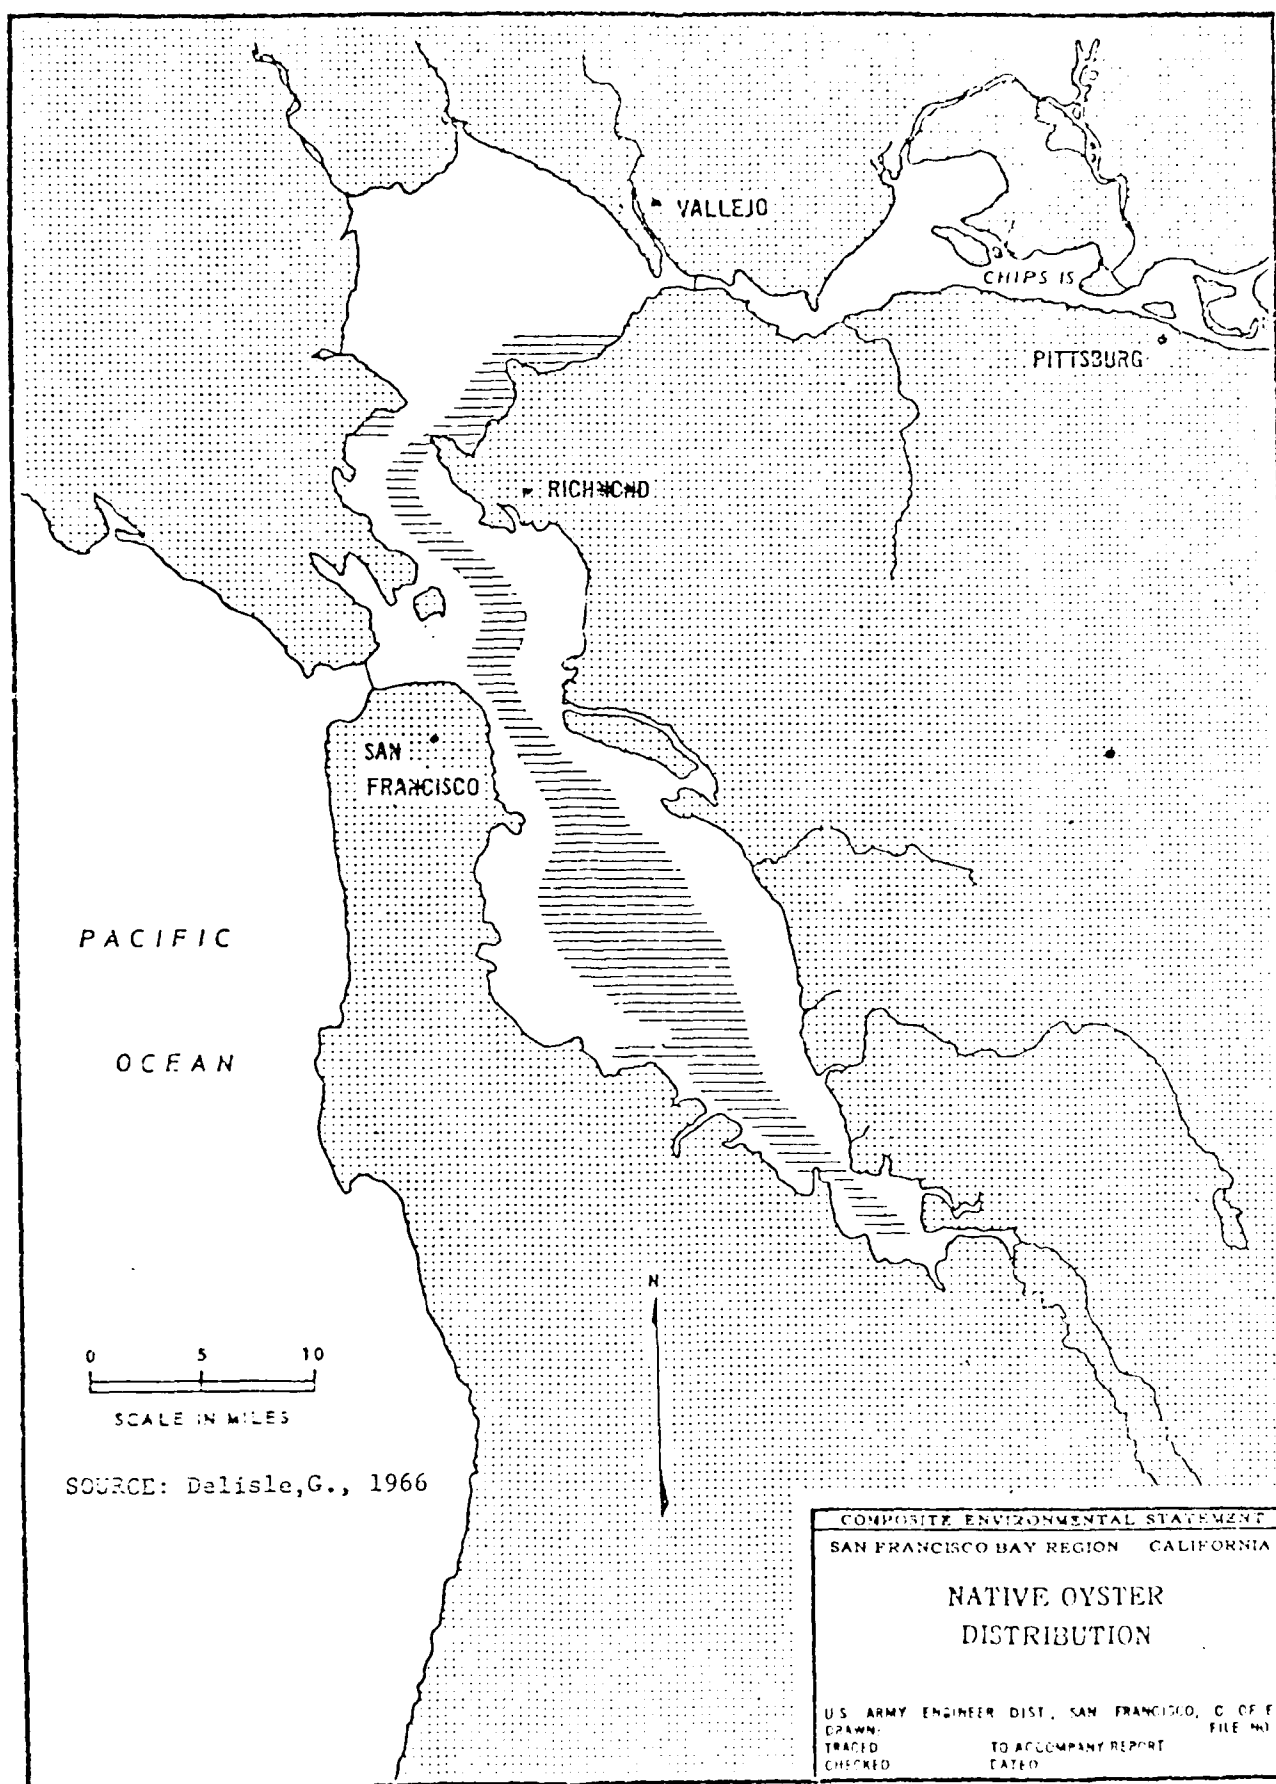 VALLEJO
CHIPS IS
PITTSBURG
RICHMOND
SAN
FRANCISCO
PACIFIC
OCEAN
N
0 5 10
SCALE IN MILES
SOURCE: Delisle,G., 1966
COMPOSITE ENVIRONMENTAL STATEMENT
SAN FRANCISCO BAY REGION CALIFORNIA
NATIVE OYSTER
DISTRIBUTION
U.S. ARMY ENGINEER DIST., SAN FRANCISCO, C OF E
DRAWN: FILE NO
TRACED TO ACCOMPANY REPORT
CHECKED DATED